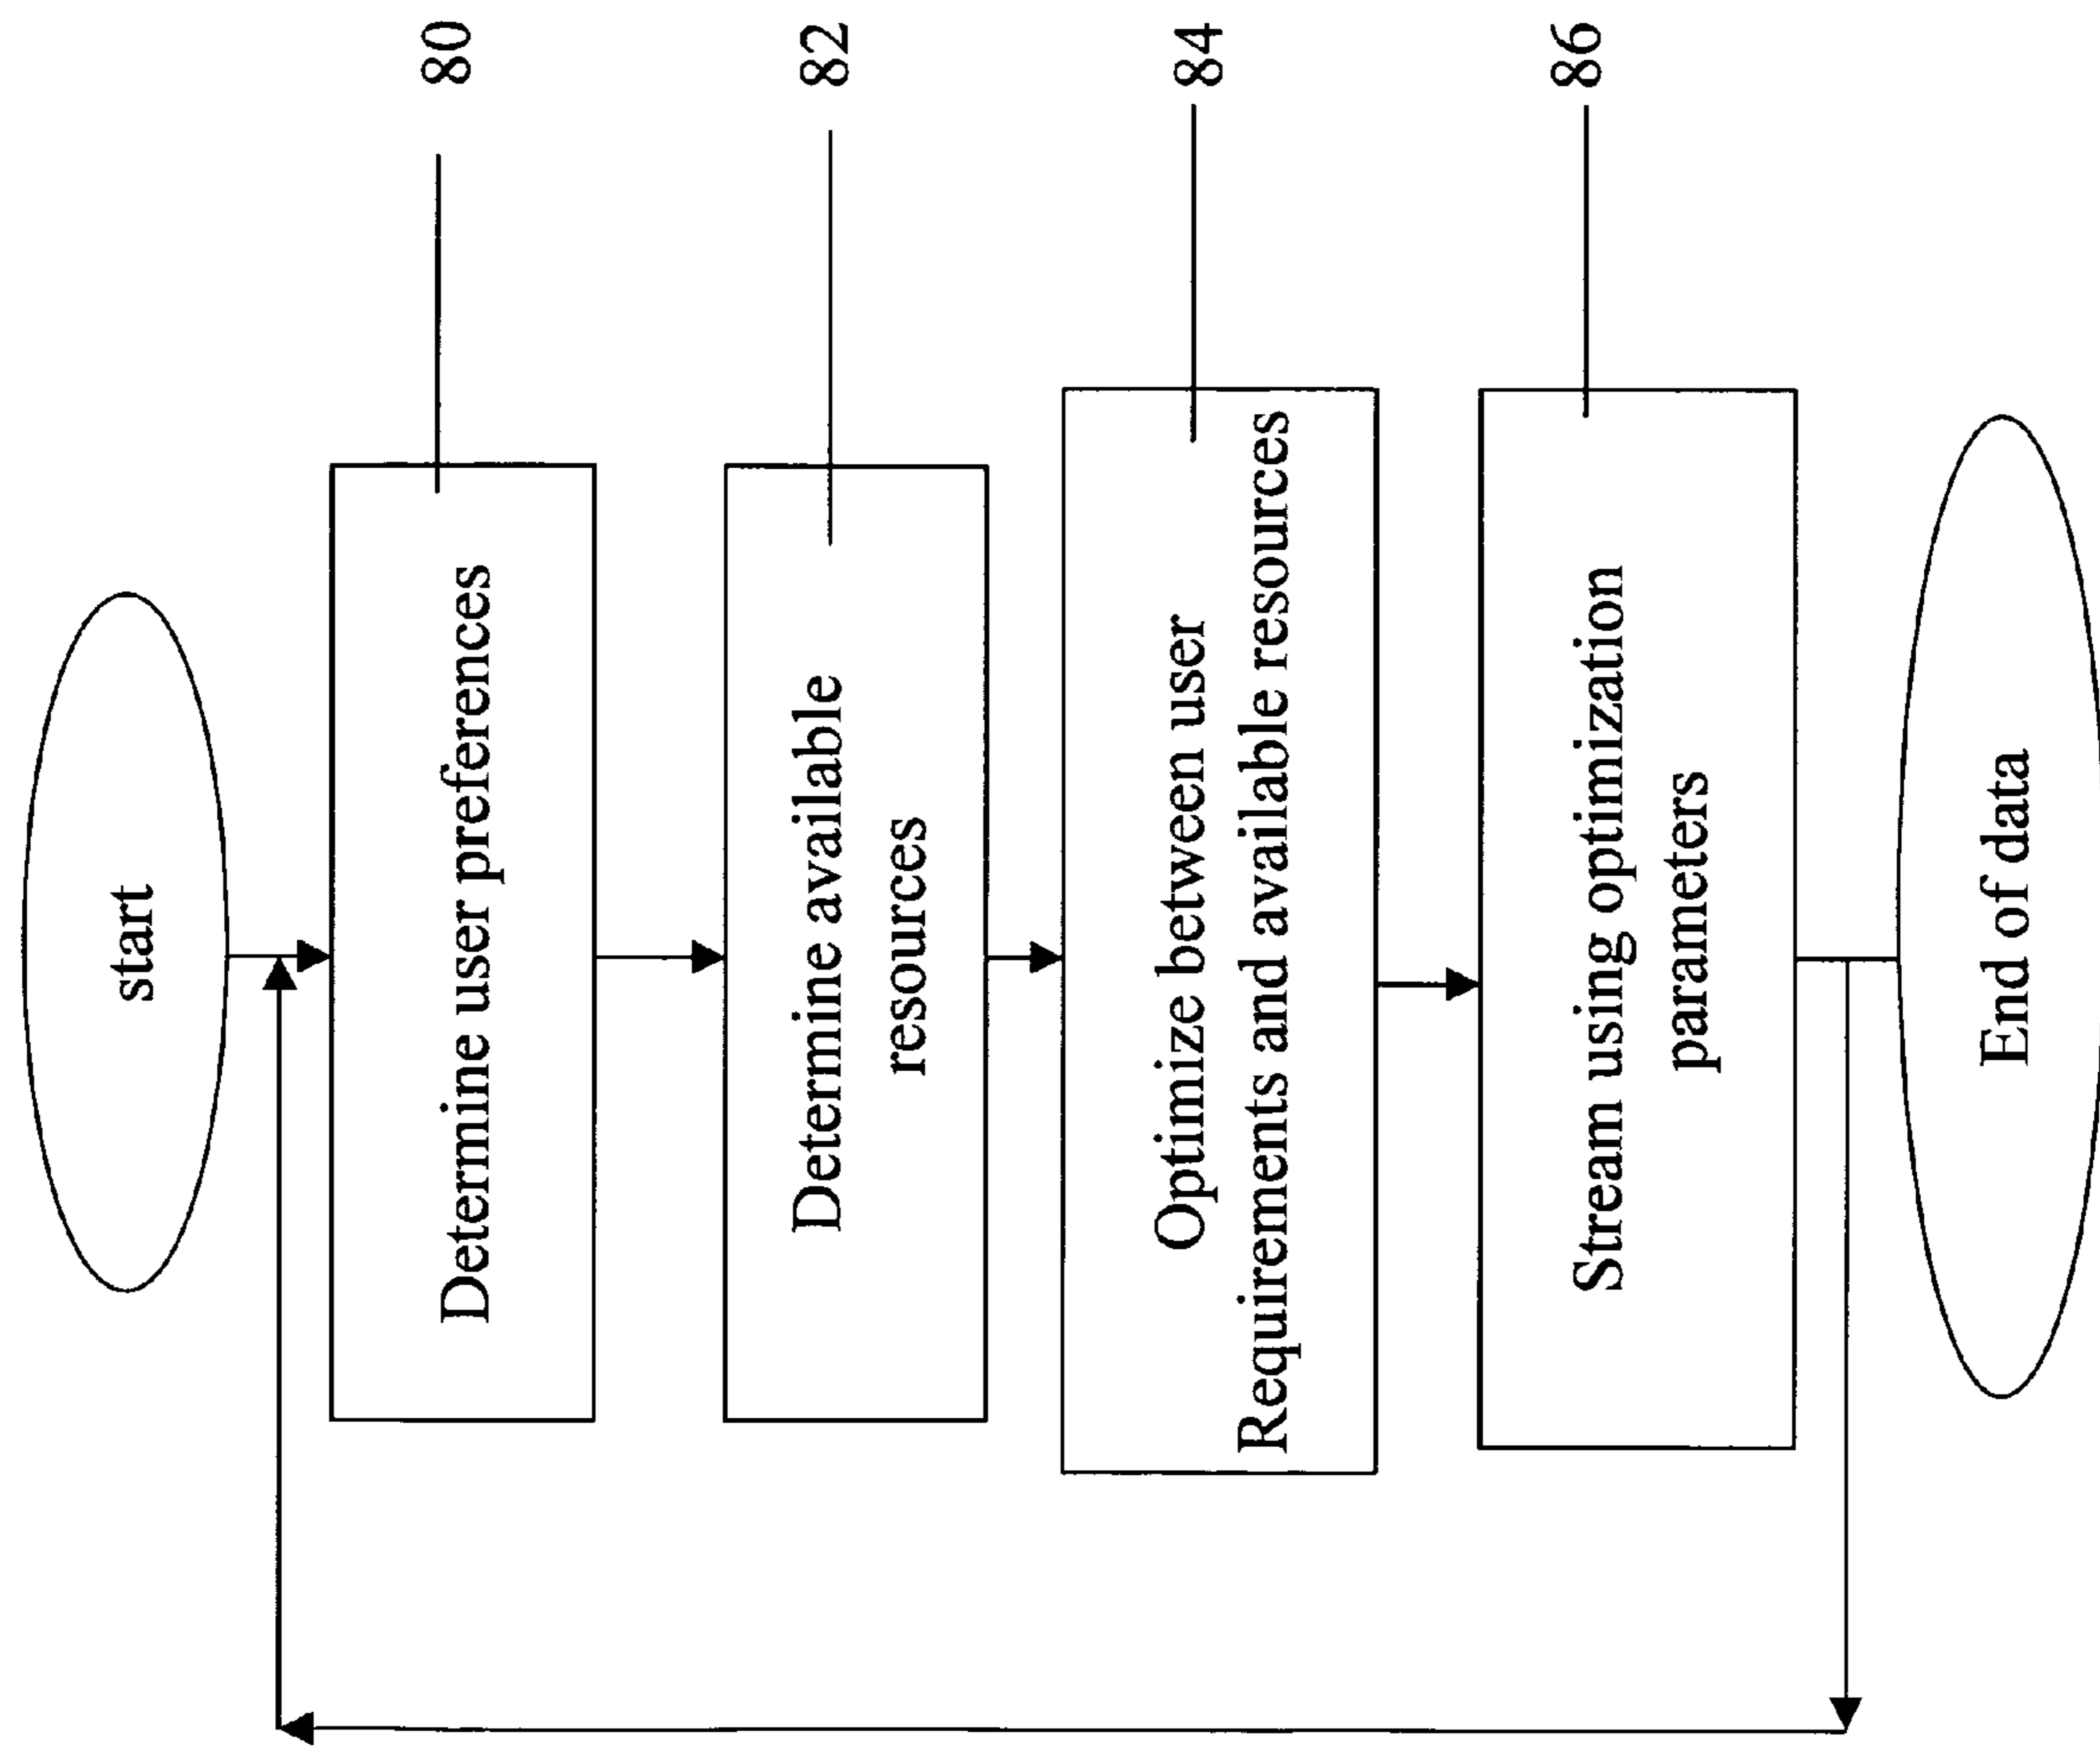 start
Determine user preferences
80
Determine available
resources
82
Optimize between user
Requirements and available resources
84
Stream using optimization
parameters
86
End of data